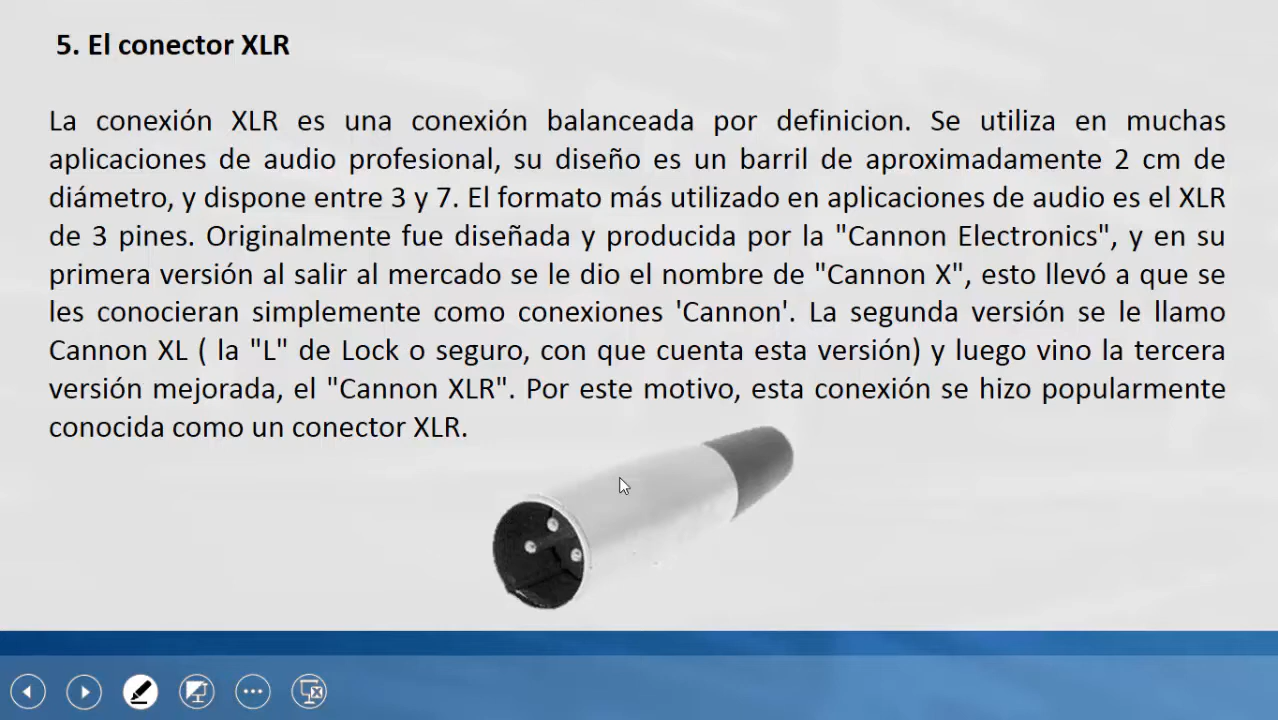 5. El conector XLR
La conexión XLR es una conexión balanceada por definicion. Se utiliza en muchas
aplicaciones de audio profesional, su diseño es un barril de aproximadamente 2 cm de
diámetro, y dispone entre 3 y 7. El formato más utilizado en aplicaciones de audio es el XLR
de 3 pines. Originalmente fue diseñada y producida por la "Cannon Electronics", y en su
primera versión al salir al mercado se le dio el nombre de "Cannon X", esto llevó a que se
les conocieran simplemente como conexiones 'Cannon'. La segunda versión se le llamo
Cannon XL ( la "L" de Lock o seguro, con que cuenta esta versión) y luego vino la tercera
versión mejorada, el "Cannon XLR". Por este motivo, esta conexión se hizo popularmente
conocida como un conector XLR.